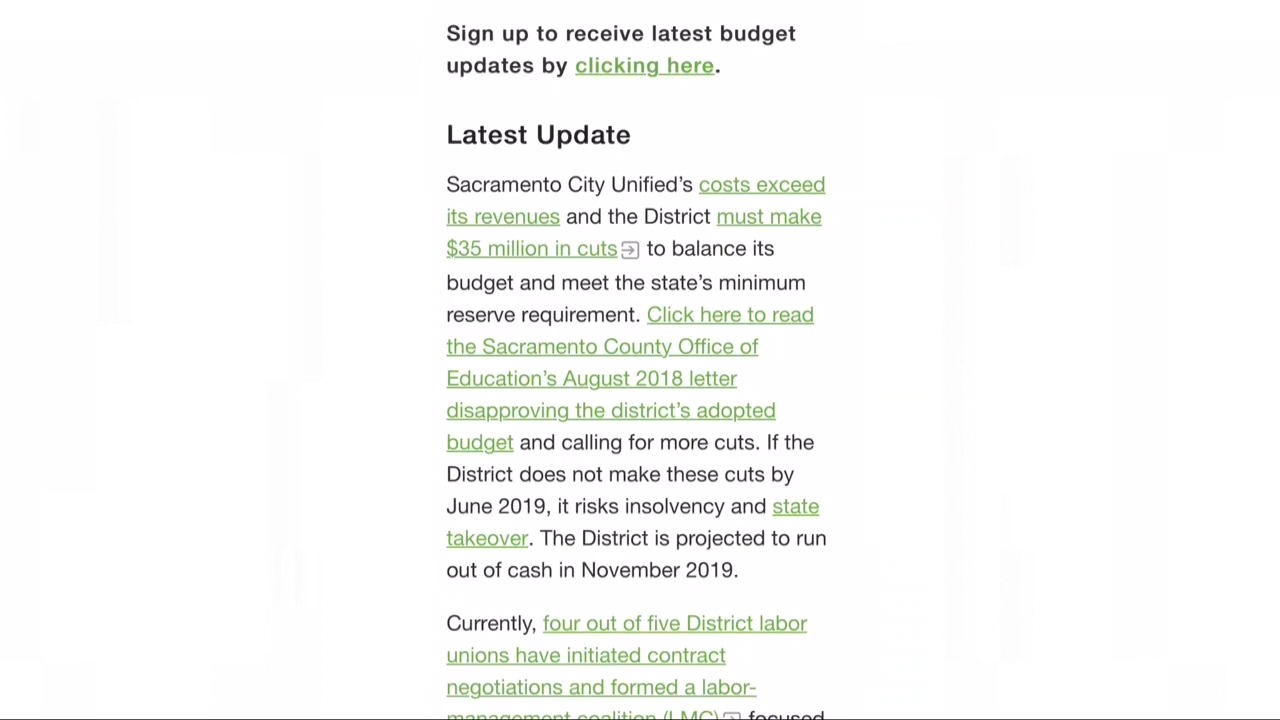 Sign up to receive latest budget
updates by clicking here.
Latest Update
Sacramento City Unified’s costs exceed
its revenues and the District must make
$35 million in cuts to balance its
budget and meet the state’s minimum
reserve requirement. Click here to read
the Sacramento County Office of
Education’s August 2018 letter
disapproving the district’s adopted
budget and calling for more cuts. If the
District does not make these cuts by
June 2019, it risks insolvency and state
takeover. The District is projected to run
out of cash in November 2019.
Currently, four out of five District labor
unions have initiated contract
negotiations and formed a labor-
management coalition (LMC) focused